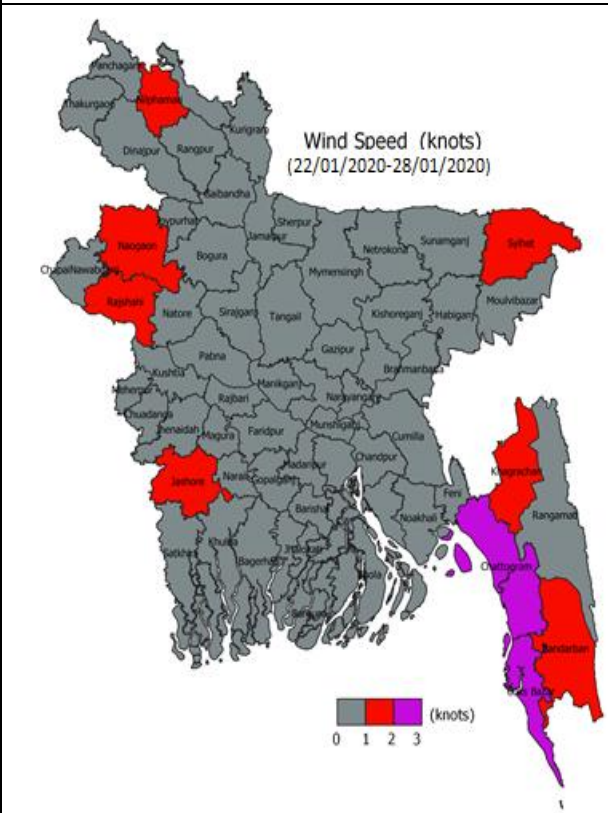 Wind Speed (knots)
(22/01/2020-28/01/2020)
Panchagarh
Nilphamari
Thakurgaon
Kurigram
Dinajpur
Rangpur
Gaibandha
Joypurhat
Sherpur
Jamalpur
Naogaon
Bogura
Netrokona
Sunamganj
Sylhet
Mymensingh
ChapaiNawabganj
Moulvibazar
Rajshahi
Natore
Sirajganj
Tangail
Kishoreganj
Habiganj
Gazipur
Pabna
Brahmanbaria
Kushtia
Manikganj
Meherpur
Rajbari
Narayanganj
Chuadanga
Munshiganj
Jhenaidah
Magura
Faridpur
Cumilla
Madaripur
Chandpur
Khagrachari
Jashore
Narail
Gopalganj
Feni
Rangamati
Barishal
Noakhali
Satkhira
Khulna
Bagerhat
Bhola
Chattogram
Bandarban
(knots)
0 1 2 3